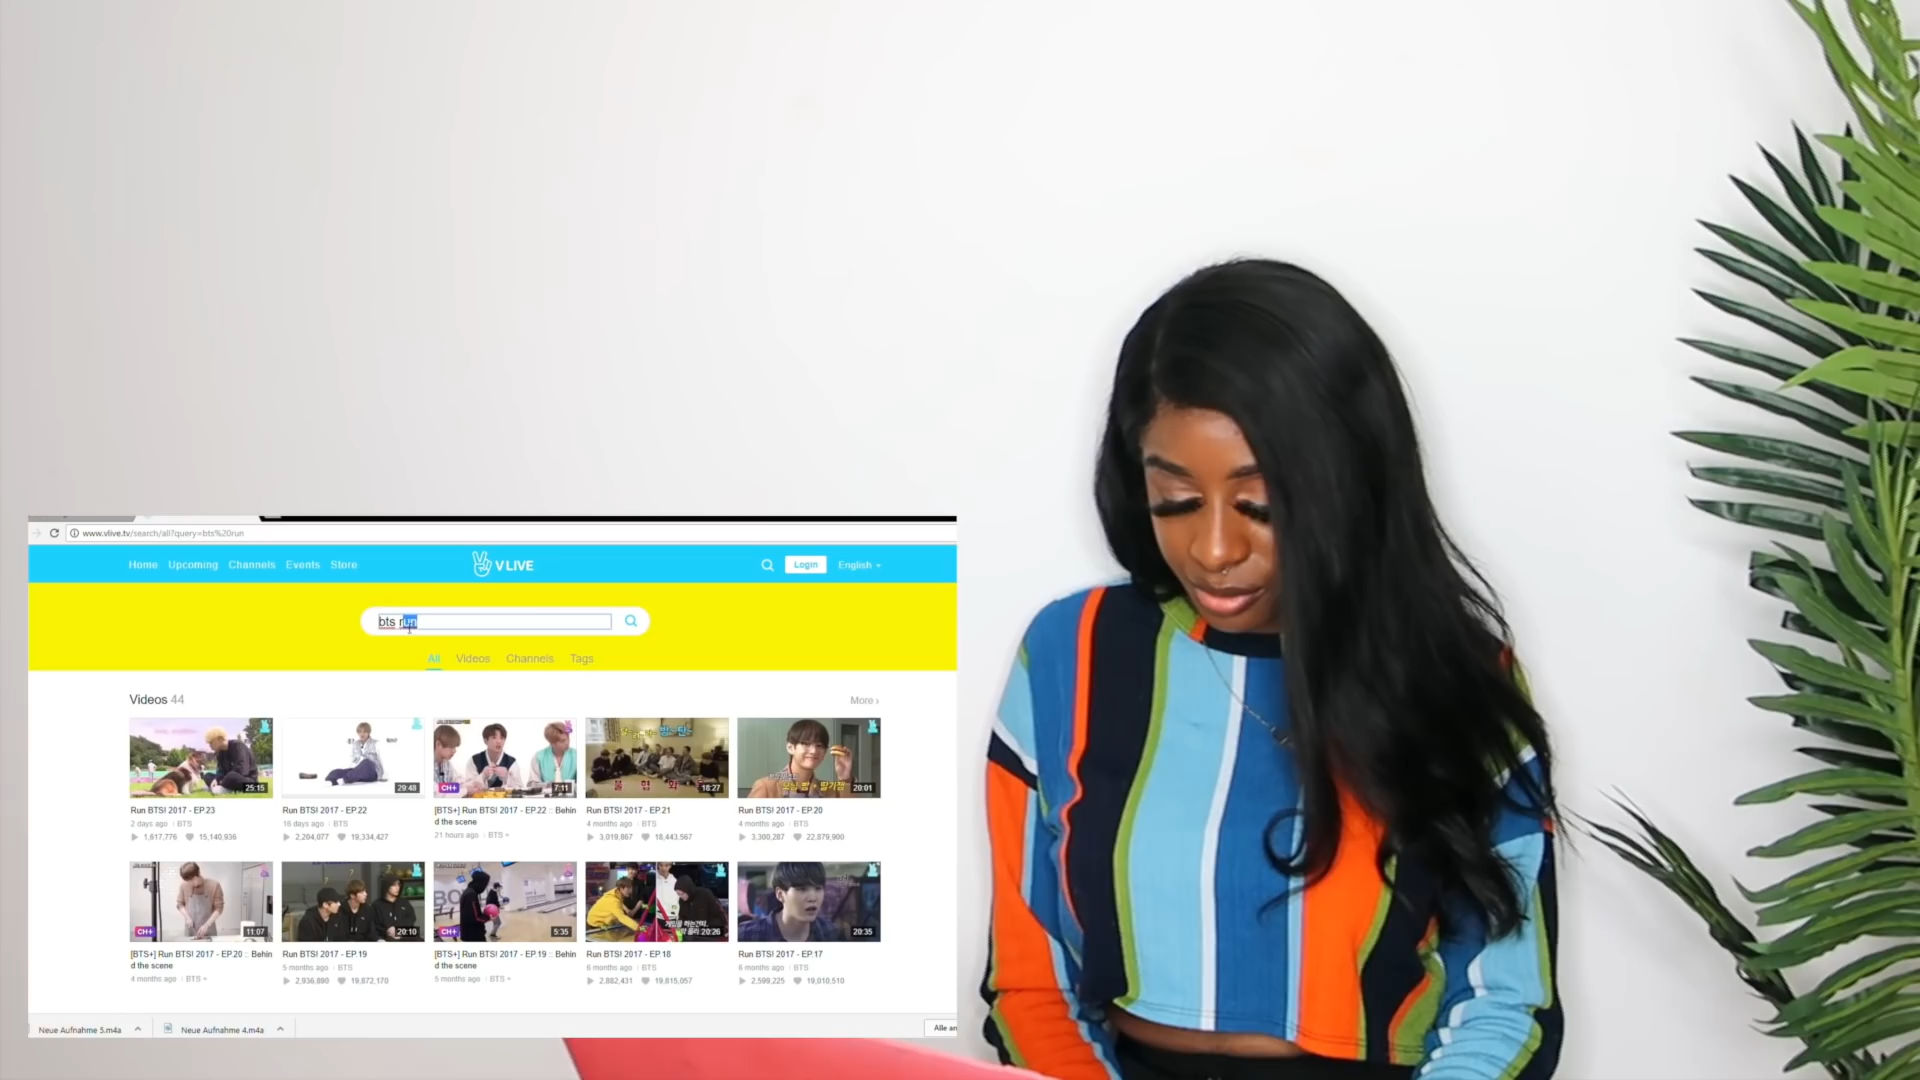 www.vlive.tv/search/all?query=bts%20run
Home Upcoming Channels Events Store
V LIVE
Login English
bts run
All Videos Channels Tags
Videos 44
More
25:15
29:48
CH+ 7:11
18:27
20:01
Run BTS! 2017 - EP.23
2 days ago BTS
1,617,776 15,140,936
Run BTS! 2017 - EP.22
16 days ago BTS
2,204,077 19,334,427
[BTS+] Run BTS! 2017 - EP.22 :: Behin
d the scene
21 hours ago BTS +
Run BTS! 2017 - EP.21
4 months ago BTS
3,019,867 18,443,567
Run BTS! 2017 - EP.20
4 months ago BTS
3,300,287 22,879,900
CH+ 11:07
20:10
CH+ 5:35
20:26
20:35
[BTS+] Run BTS! 2017 - EP.20 :: Behin
d the scene
4 months ago BTS +
Run BTS! 2017 - EP.19
5 months ago BTS
2,936,890 19,872,170
[BTS+] Run BTS! 2017 - EP.19 :: Behin
d the scene
5 months ago BTS +
Run BTS! 2017 - EP.18
6 months ago BTS
2,882,431 19,815,057
Run BTS! 2017 - EP.17
6 months ago BTS
2,599,225 19,010,510
Neue Aufnahme 5.m4a
Neue Aufnahme 4.m4a
Alle an